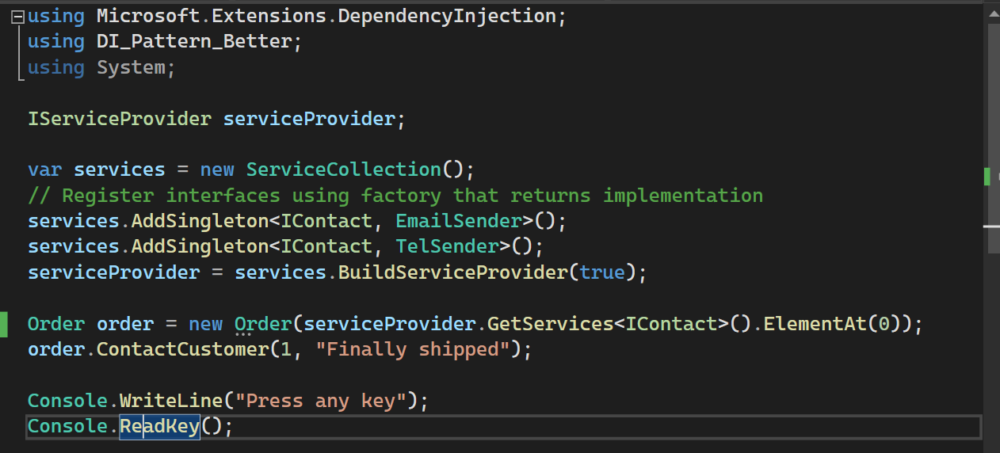 using Microsoft.Extensions.DependencyInjection;
using DI_Pattern_Better;
using System;
IServiceProvider serviceProvider;
var services = new ServiceCollection();
// Register interfaces using factory that returns implementation
services.AddSingleton<IContact, EmailSender>();
services.AddSingleton<IContact, TelSender>();
serviceProvider = services.BuildServiceProvider(true);
Order order = new Order(serviceProvider.GetServices<IContact>().ElementAt(0));
order.ContactCustomer(1, "Finally shipped");
Console.WriteLine("Press any key");
Console.ReadKey();